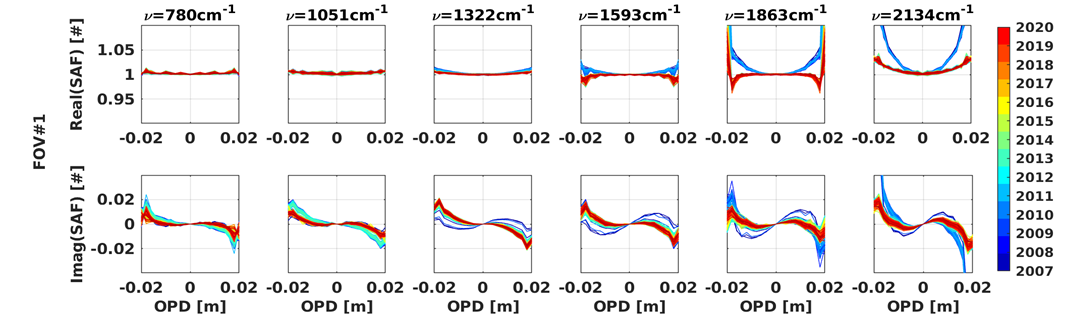 ν=780cm-1 ν=1051cm-1 ν=1322cm-1 ν=1593cm-1 ν=1863cm-1 ν=2134cm-1
FOV#1
Real(SAF) [#]
1.05
1
0.95
-0.02 0 0.02 -0.02 0 0.02 -0.02 0 0.02 -0.02 0 0.02 -0.02 0 0.02 -0.02 0 0.02
Imag(SAF) [#]
0.02
0
-0.02
-0.02 0 0.02 -0.02 0 0.02 -0.02 0 0.02 -0.02 0 0.02 -0.02 0 0.02 -0.02 0 0.02
OPD [m] OPD [m] OPD [m] OPD [m] OPD [m] OPD [m]
2020
2019
2018
2017
2016
2015
2014
2013
2012
2011
2010
2009
2008
2007